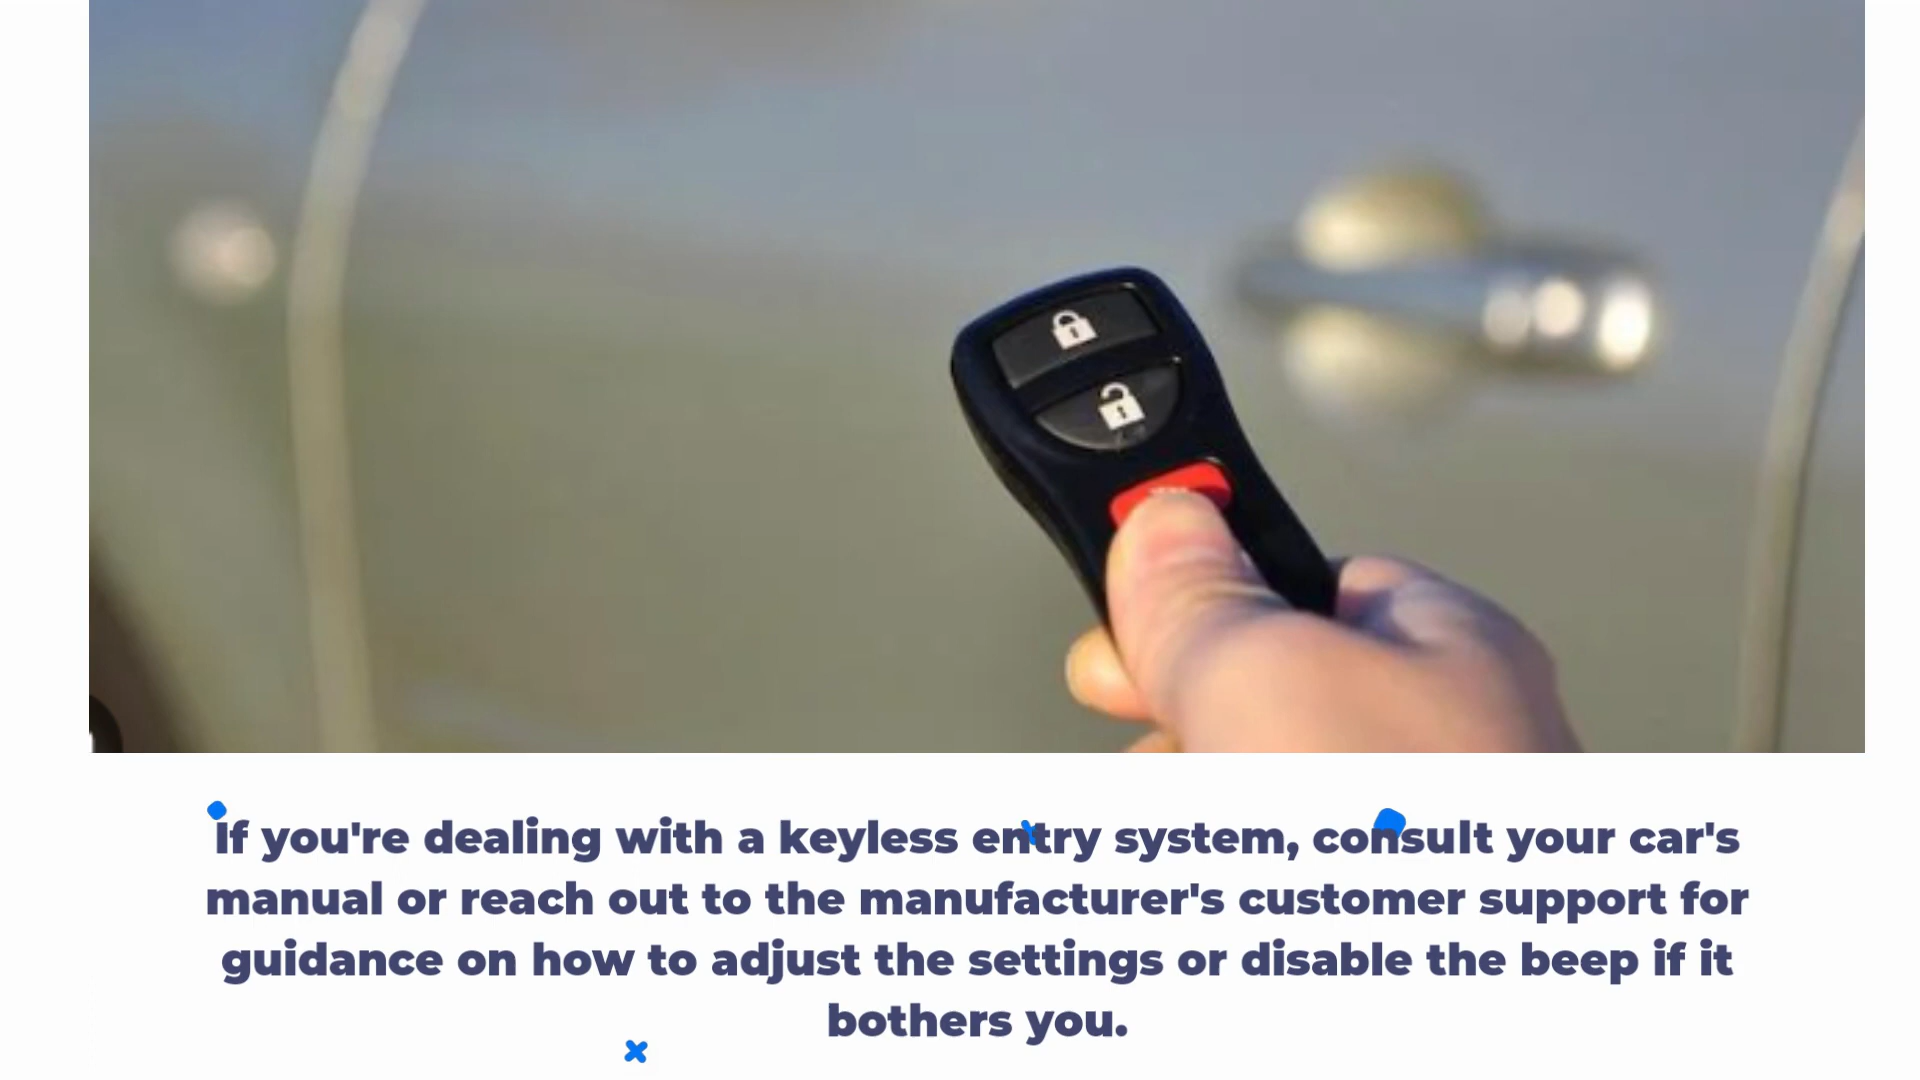 If you're dealing with a keyless entry system, consult your car's
manual or reach out to the manufacturer's customer support for
guidance on how to adjust the settings or disable the beep if it
bothers you.